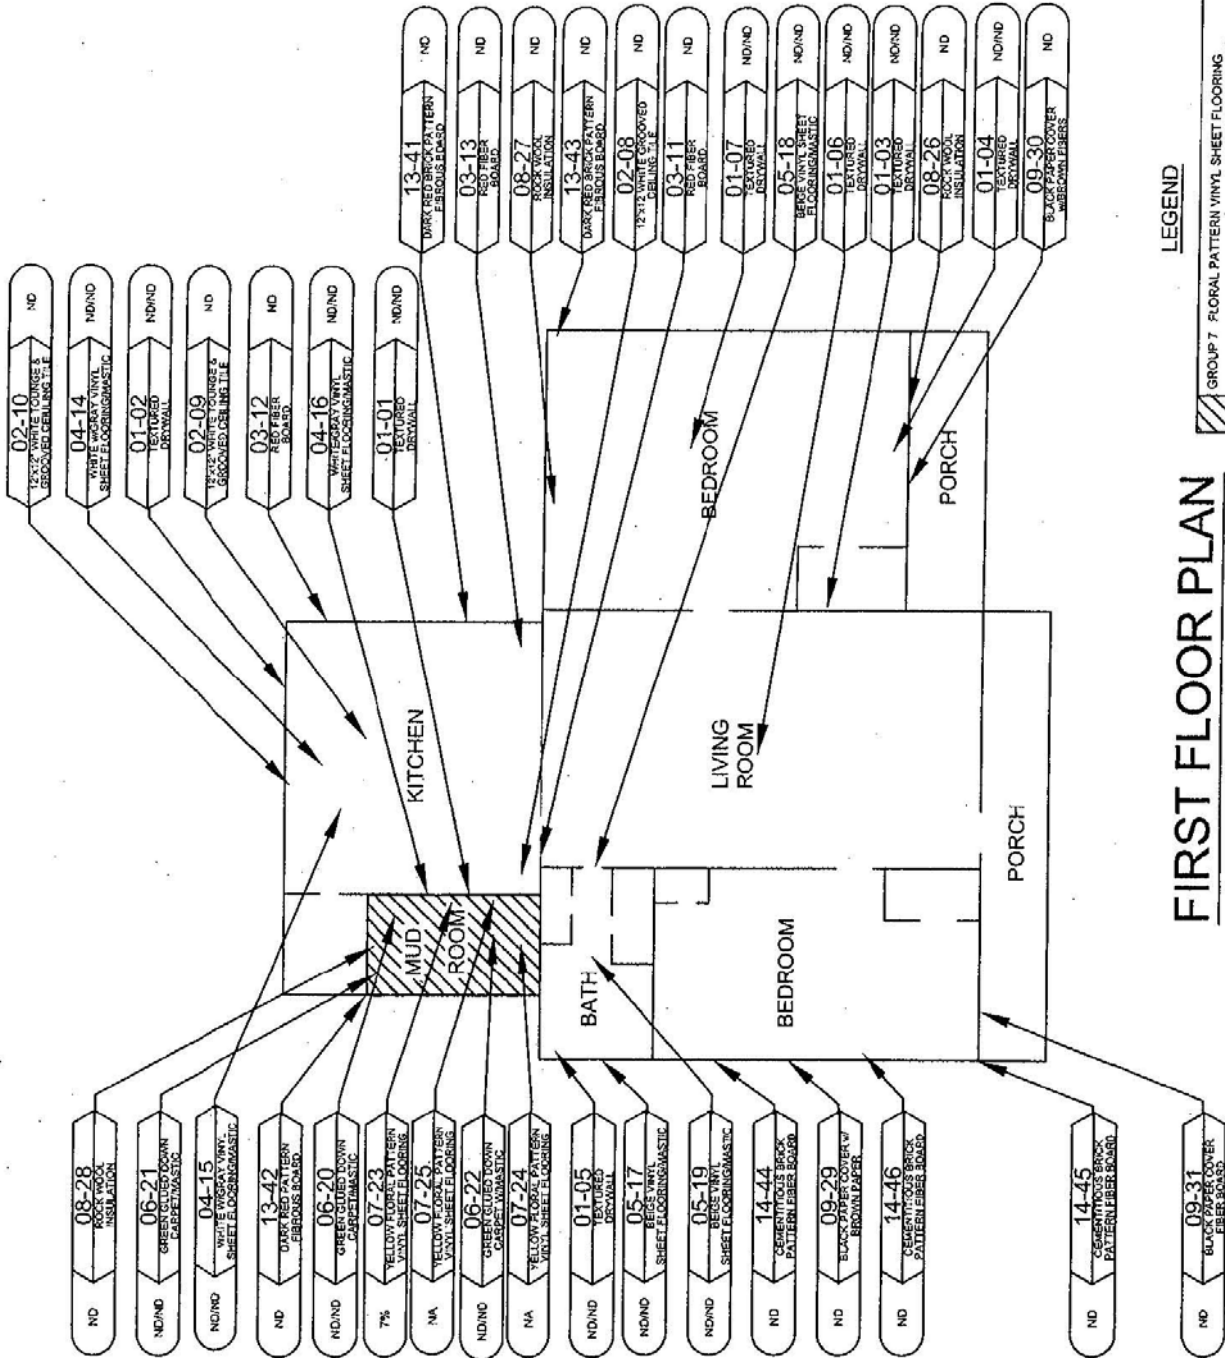 02-10
12"x12" WHITE TOUNGE &
GROOVED CEILING TILE
ND
04-14
WHITE W/GRAY VINYL
SHEET FLOORING/MASTIC
ND/ND
01-02
TEXTURED
DRYWALL
ND/ND
02-09
12"x12" WHITE TOUNGE &
GROOVED CEILING TILE
ND
03-12
RED FIBER
BOARD
ND
04-16
WHITE/GRAY VINYL
SHEET FLOORING/MASTIC
ND/ND
01-01
TEXTURED
DRYWALL
ND/ND
13-41
DARK RED BRICK PATTERN
FIBROUS BOARD
ND
03-13
RED FIBER
BOARD
ND
08-27
ROCK WOOL
INSULATION
ND
13-43
DARK RED BRICK PATTERN
FIBROUS BOARD
ND
02-08
12"x12 WHITE GROOVED
CEILING TILE
ND
03-11
RED FIBER
BOARD
ND
01-07
TEXTURED
DRYWALL
ND/ND
05-18
BEIGE VINYL SHEET
FLOORING/MASTIC
ND/ND
01-06
TEXTURED
DRYWALL
ND/ND
01-03
TEXTURED
DRYWALL
ND/ND
08-26
ROCK WOOL
INSULATION
ND
01-04
TEXTURED
DRYWALL
ND/ND
09-30
BLACK PAPER COVER
W/BROWN FIBERS
ND
08-28
ROCK WOOL
INSULATION
ND
06-21
GREEN GLUED DOWN
CARPET/MASTIC
ND/ND
04-15
WHITE W/GRAY VINYL
SHEET FLOORING/MASTIC
ND/ND
13-42
DARK RED PATTERN
FIBROUS BOARD
ND
06-20
GREEN GLUED DOWN
CARPET/MASTIC
ND/ND
07-23
YELLOW FLORAL PATTERN
VINYL SHEET FLOORING
7%
07-25
YELLOW FLORAL PATTERN
VINYL SHEET FLOORING
NA
06-22
GREEN GLUED DOWN
CARPET W/MASTIC
ND/ND
07-24
YELLOW FLORAL PATTERN
VINYL SHEET FLOORING
NA
01-05
TEXTURED
DRYWALL
ND/ND
05-17
BEIGE VINYL
SHEET FLOORING/MASTIC
ND/ND
05-19
BEIGE VINYL
SHEET FLOORING/MASTIC
ND/ND
14-44
CEMENTITIOUS BRICK
PATTERN FIBER BOARD
ND
09-29
BLACK PAPER COVER W/
BROWN PAPER
ND
14-46
CEMENTITIOUS BRICK
PATTERN FIBER BOARD
ND
14-45
CEMENTITIOUS BRICK
PATTERN FIBER BOARD
ND
09-31
BLACK PAPER COVER
FIBER BOARD
ND
KITCHEN
MUD
ROOM
BATH
BEDROOM
LIVING
ROOM
BEDROOM
PORCH
PORCH
FIRST FLOOR PLAN
LEGEND
GROUP 7 FLORAL PATTERN VINYL SHEET FLOORING